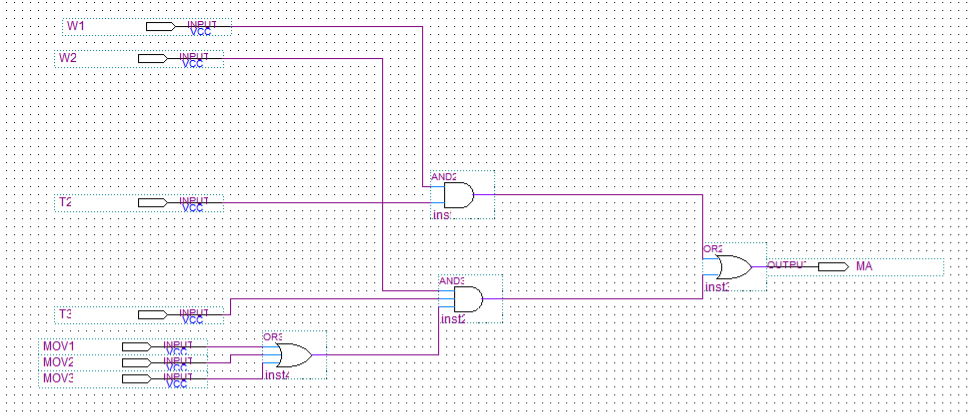 W1 INPUT
VCC
W2 INPUT
VCC
AND2
T2 INPUT
VCC
inst
OR2
OUTPUT MA
AND3
inst3
T3 INPUT
VCC
inst2
OR3
MOV1 INPUT
VCC
MOV2 INPUT
VCC
MOV3 INPUT
VCC
inst4